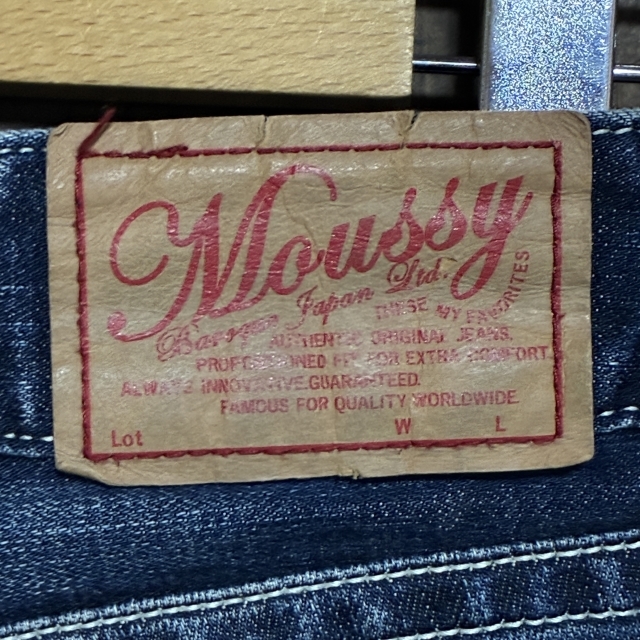 Moussy
Baroque Japan Ltd.
THESE MY FAVORITES
AUTHENTIC ORIGINAL JEANS.
PROFESSIONED FIT FOR EXTRA COMFORT.
ALWAYS INNOVATIVE.GUARANTEED.
FAMOUS FOR QUALITY WORLDWIDE
Lot W L